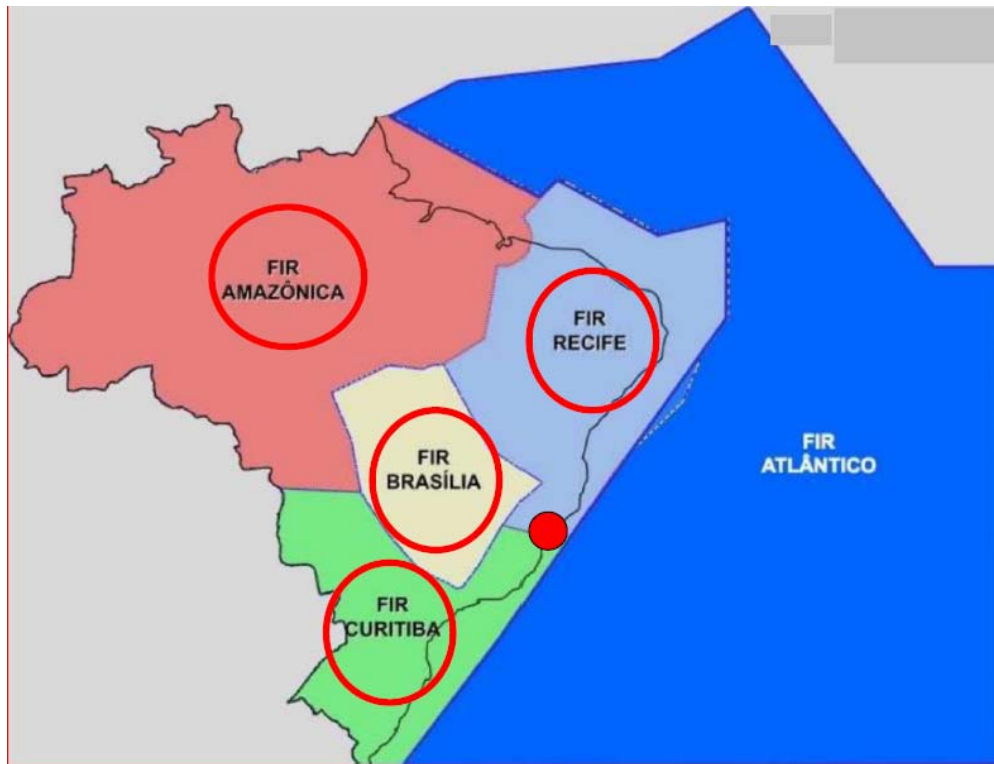 FIR
AMAZÔNICA
FIR
RECIFE
FIR
BRASÍLIA
FIR
ATLÂNTICO
FIR
CURITIBA